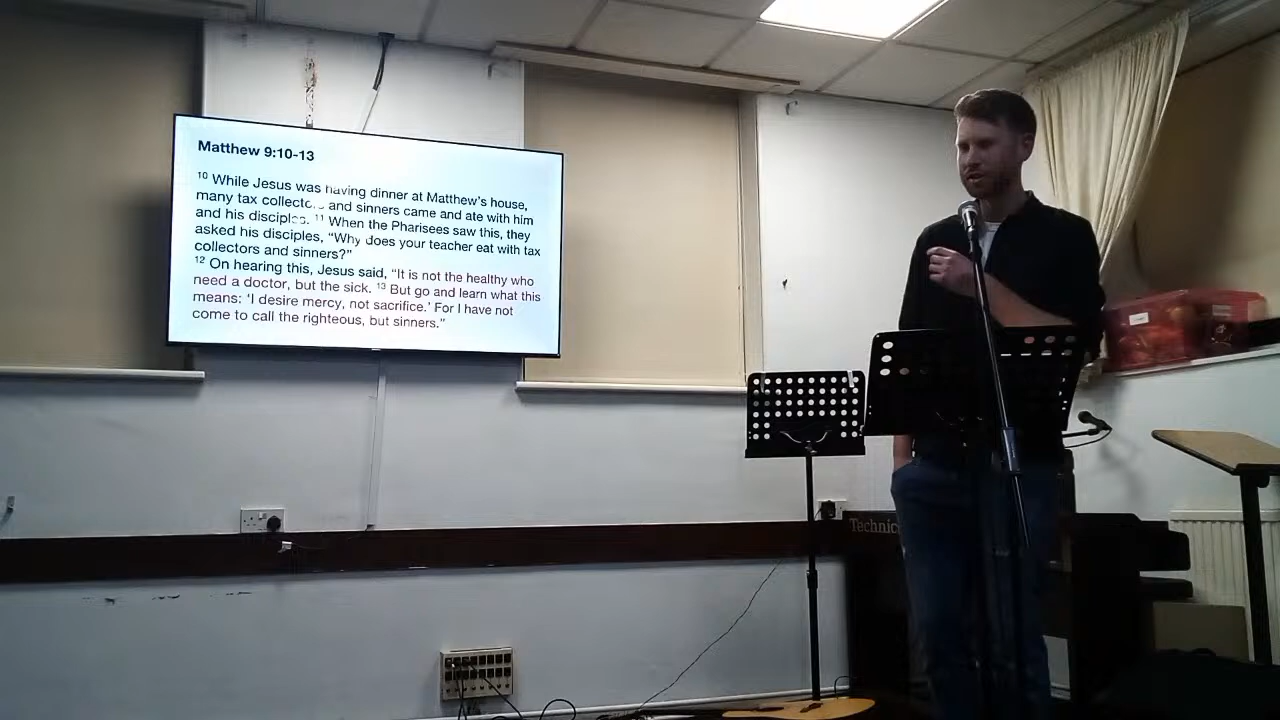 Matthew 9:10-13
10 While Jesus was having dinner at Matthew's house,
many tax collect and sinners came and ate with him
and his disciples. 11 When the Pharisees saw this, they
asked his disciples, "Why does your teacher eat with tax
collectors and sinners?"
12 On hearing this, Jesus said, "It is not the healthy who
need a doctor, but the sick. 13 But go and learn what this
means: 'I desire mercy, not sacrifice.' For I have not
come to call the righteous, but sinners."
Technic